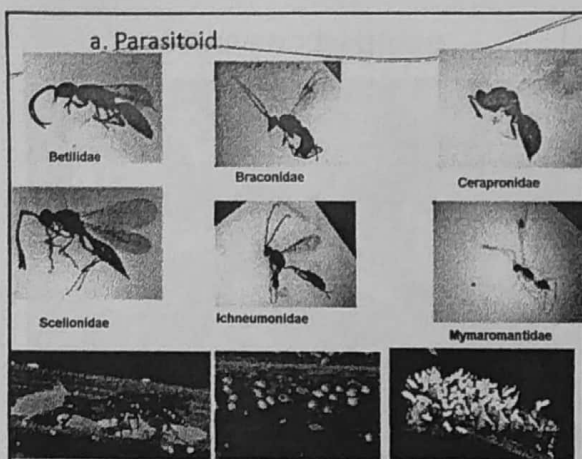 a. Parasitoid
Betilidae
Braconidae
Cerapronidae
Scelionidae
Ichneumonidae
Mymaromantidae